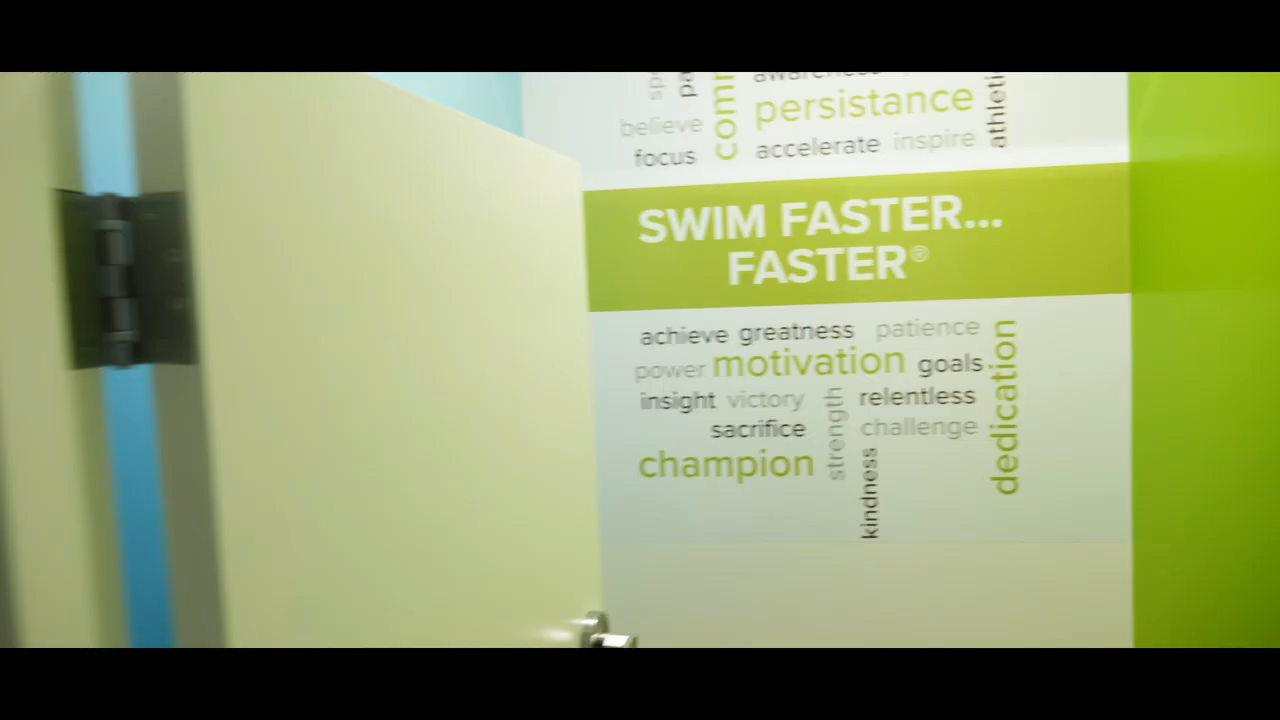 awareness
persistance
believe
focus
accelerate inspire
SWIM FASTER...
FASTER®
achieve greatness patience
power motivation goals
insight victory strength relentless
sacrifice challenge
champion
kindness
dedication